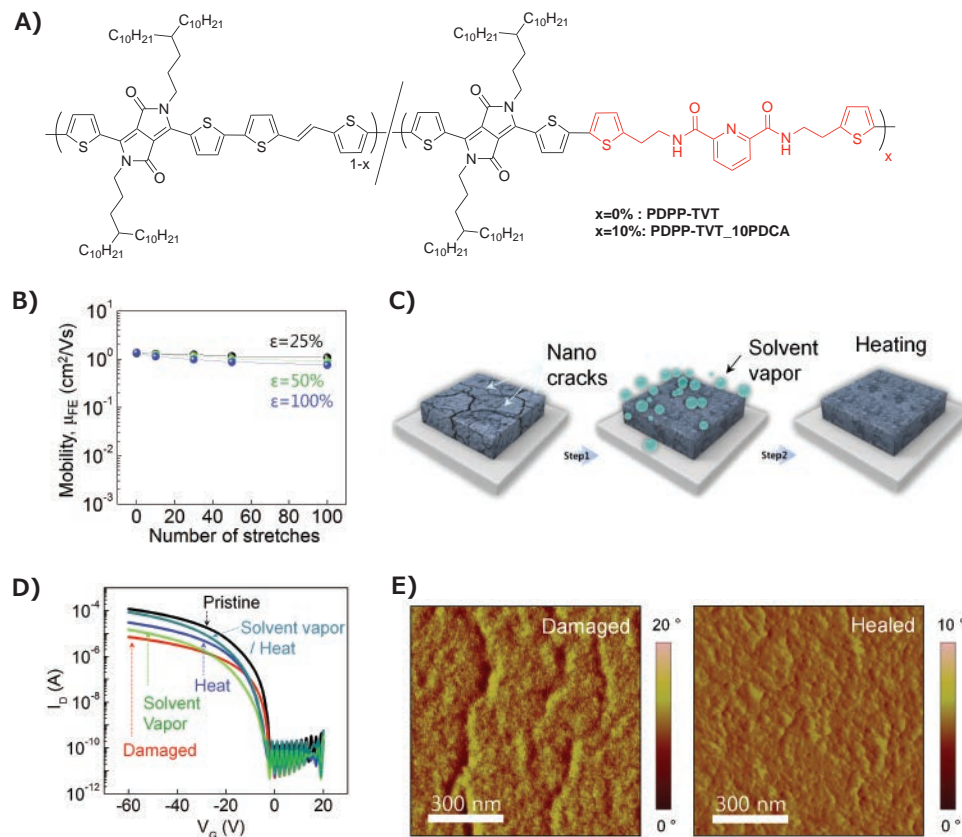 A)
C₁₀H₂₁
C₁₀H₂₁
C₁₀H₂₁
C₁₀H₂₁
O
N
S
S
S
S
1-x
N
O
C₁₀H₂₁
C₁₀H₂₁
O
N
S
S
S
O
N
O
N
H
H
N
S
x
N
O
C₁₀H₂₁
C₁₀H₂₁
x=0% : PDPP-TVT
x=10%: PDPP-TVT_10PDCA
B)
Mobility, μFE (cm²/Vs)
10¹
10⁰
10⁻¹
10⁻²
10⁻³
ε=25%
ε=50%
ε=100%
0 20 40 60 80 100
Number of stretches
C)
Nano
cracks
Solvent
vapor
Heating
Step1
Step2
D)
I_D (A)
10⁻⁴
10⁻⁶
10⁻⁸
10⁻¹⁰
10⁻¹²
Pristine
Solvent vapor
/ Heat
Heat
Solvent
Vapor
Damaged
-60 -40 -20 0 20
V_G (V)
E)
Damaged
300 nm
20 °
0 °
Healed
300 nm
10 °
0 °